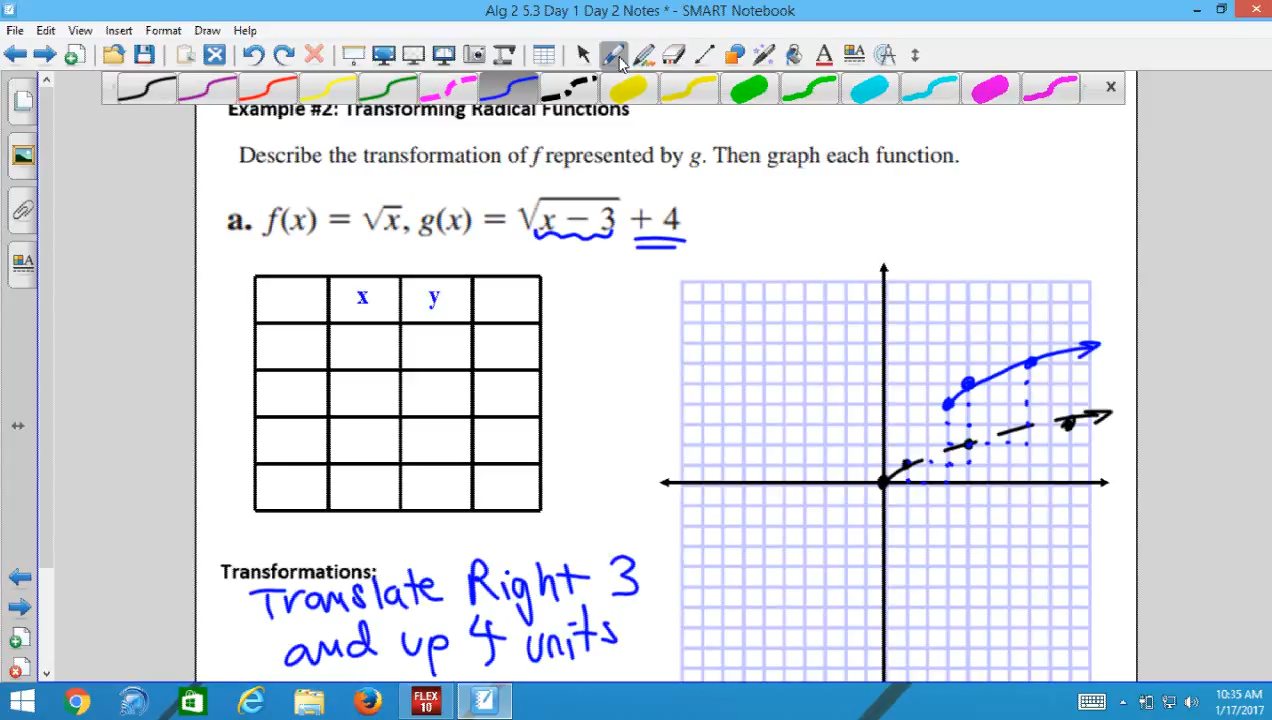 Alg 2 5.3 Day 1 Day 2 Notes * - SMART Notebook
File Edit View Insert Format Draw Help
Example #2: Transforming Radical Functions
Describe the transformation of f represented by g. Then graph each function.
a. f(x) = √x, g(x) = √x − 3 + 4
x y
Transformations:
Translate Right 3
and up 4 units
FLEX
10
10:35 AM
1/17/2017